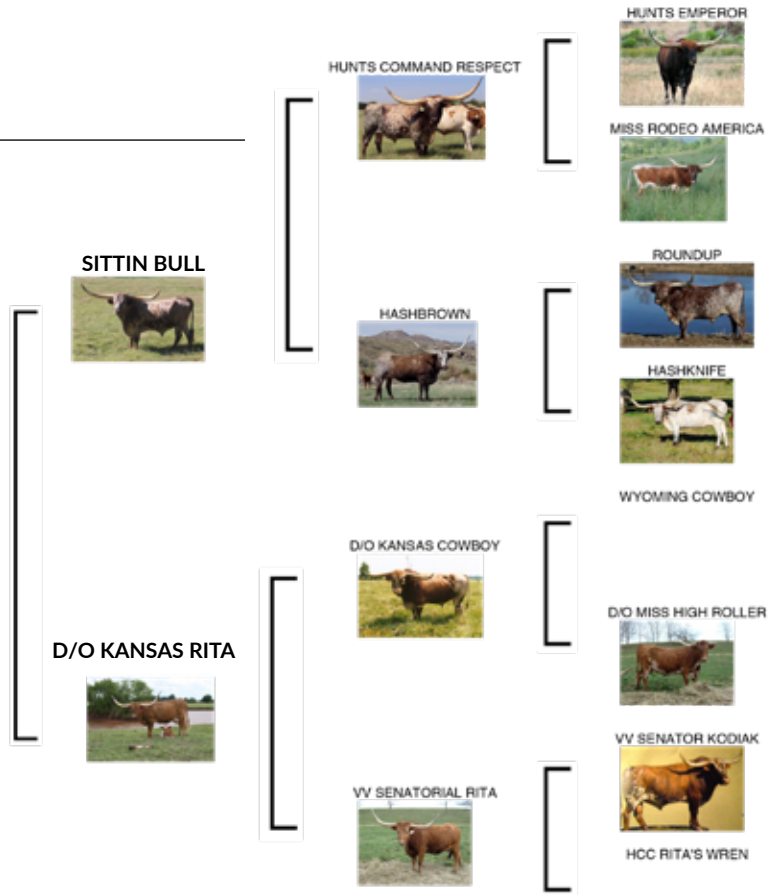 HUNTS EMPEROR
HUNTS COMMAND RESPECT
MISS RODEO AMERICA
SITTIN BULL
ROUNDUP
HASHBROWN
HASHKNIFE
WYOMING COWBOY
D/O KANSAS COWBOY
D/O MISS HIGH ROLLER
D/O KANSAS RITA
VV SENATOR KODIAK
VV SENATORIAL RITA
HCC RITA'S WREN